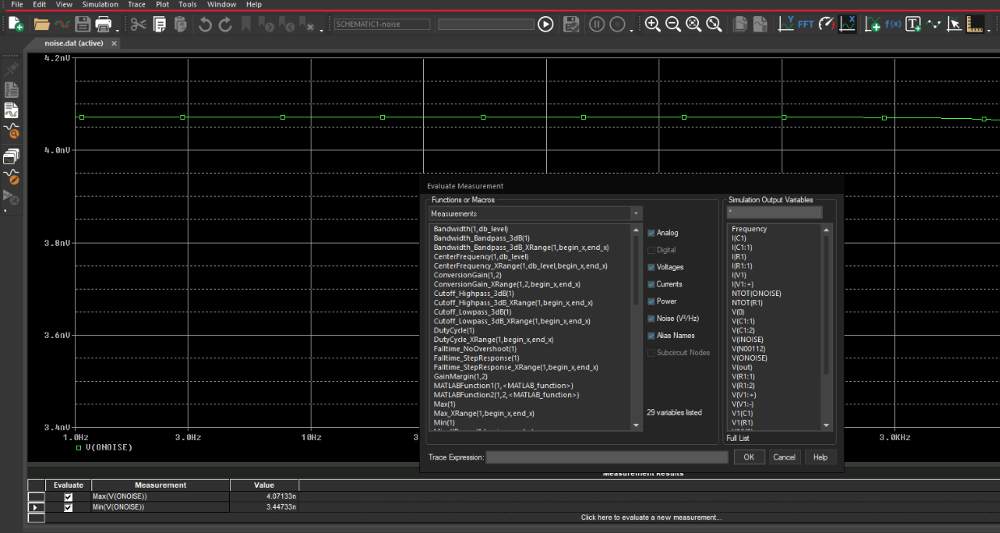 File Edit View Simulation Trace Plot Tools Window Help
SCHEMATIC1-noise
Y FFT X f(x) T
noise.dat (active) ×
4.2nV
4.0nV
3.8nV
3.6nV
3.4nV
1.0Hz 3.0Hz 10Hz 3 3.0KHz
V(ONOISE)
Evaluate Measurement
Functions or Macros
Measurements
Bandwidth(1,db_level)
Bandwidth_Bandpass_3dB(1)
Bandwidth_Bandpass_3dB_XRange(1,begin_x,end_x)
CenterFrequency(1,db_level)
CenterFrequency_XRange(1,db_level,begin_x,end_x)
ConversionGain(1,2)
ConversionGain_XRange(1,2,begin_x,end_x)
Cutoff_Highpass_3dB(1)
Cutoff_Highpass_3dB_XRange(1,begin_x,end_x)
Cutoff_Lowpass_3dB(1)
Cutoff_Lowpass_3dB_XRange(1,begin_x,end_x)
DutyCycle(1)
DutyCycle_XRange(1,begin_x,end_x)
Falltime_NoOvershoot(1)
Falltime_StepResponse(1)
Falltime_StepResponse_XRange(1,begin_x,end_x)
GainMargin(1,2)
MATLABFunction1(1,<MATLAB_function>)
MATLABFunction2(1,2,<MATLAB_function>)
Max(1)
Max_XRange(1,begin_x,end_x)
Min(1)
Analog
Digital
Voltages
Currents
Power
Noise (V²/Hz)
Alias Names
Subcircuit Nodes
29 variables listed
Simulation Output Variables
*
Frequency
I(C1)
I(C1:1)
I(R1)
I(R1:1)
I(V1)
I(V1:+)
NTOT(ONOISE)
NTOT(R1)
V(0)
V(C1:1)
V(C1:2)
V(INOISE)
V(N00112)
V(ONOISE)
V(out)
V(R1:1)
V(R1:2)
V(V1:+)
V(V1:-)
V1(C1)
V1(R1)
Full List
Trace Expression:
OK Cancel Help
Measurement Results
Evaluate Measurement Value
Max(V(ONOISE)) 4.07133n
Min(V(ONOISE)) 3.44733n
Click here to evaluate a new measurement...